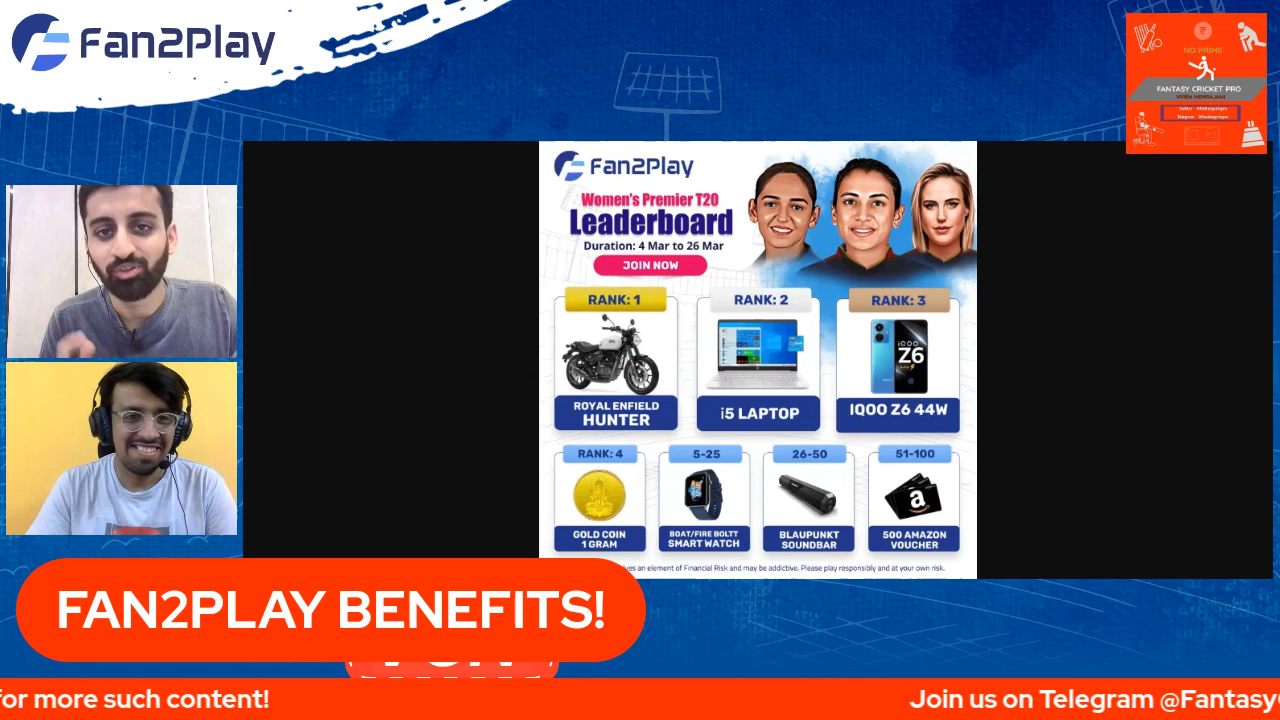 Fan2Play
NO PRIME
FANTASY CRICKET PRO
VIREN HEMRAJANI
Fan2Play
Women's Premier T20
Leaderboard
Duration: 4 Mar to 26 Mar
JOIN NOW
RANK: 1
RANK: 2
RANK: 3
iQOO
Z6
ROYAL ENFIELD
HUNTER
i5 LAPTOP
IQOO Z6 44W
RANK: 4
5-25
26-50
51-100
a
GOLD COIN
1 GRAM
BOAT/FIRE BOLTT
SMART WATCH
BLAUPUNKT
SOUNDBAR
500 AMAZON
VOUCHER
an element of Financial Risk and may be addictive. Please play responsibly and at your own risk.
FAN2PLAY BENEFITS!
for more such content!
Join us on Telegram @Fantasy